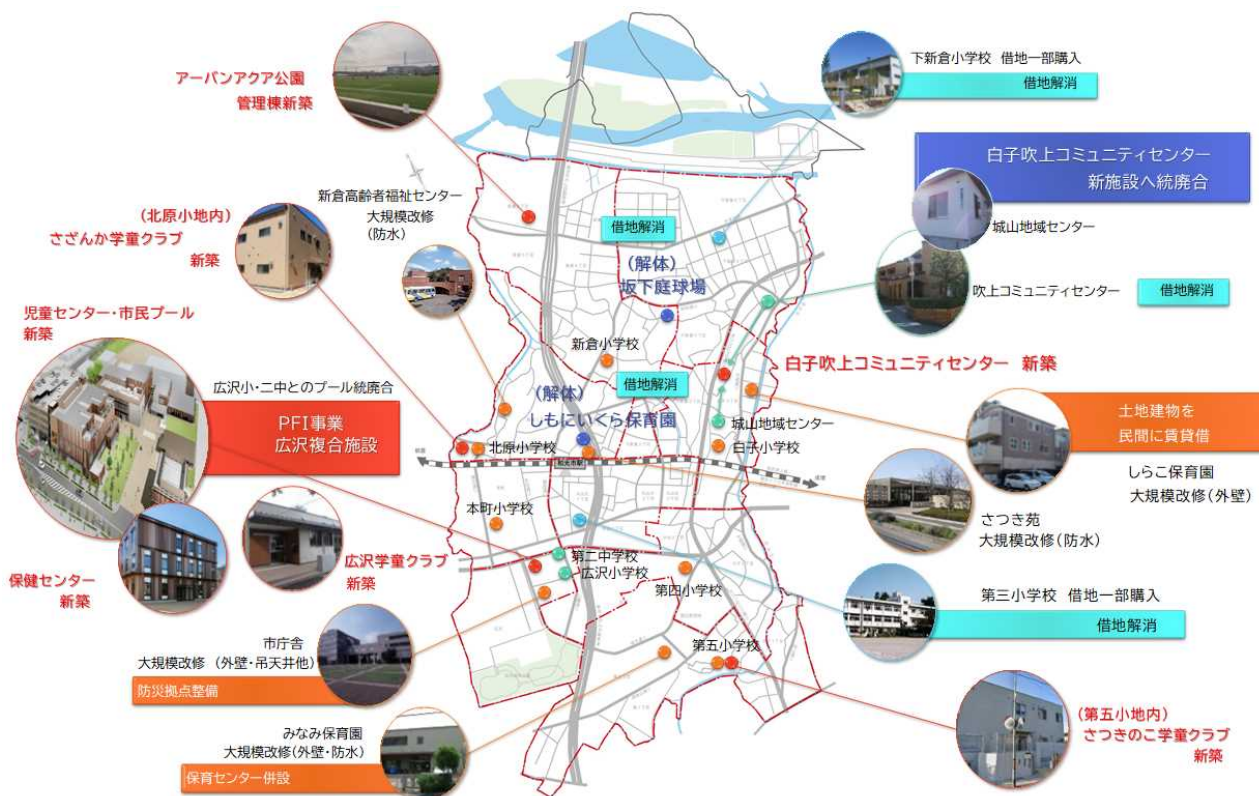 アーバンアクア公園
管理棟新築
下新倉小学校 借地一部購入
借地解消
白子吹上コミュニティセンター
新施設へ統廃合
城山地域センター
吹上コミュニティセンター
借地解消
新倉高齢者福祉センター
大規模改修
(防水)
(北原小地内)
さざんか学童クラブ
新築
借地解消
(解体)
坂下庭球場
新倉小学校
児童センター・市民プール
新築
広沢小・二中とのプール統廃合
PFI事業
広沢複合施設
借地解消
(解体)
しもにいくら保育園
白子吹上コミュニティセンター 新築
城山地域センター
白子小学校
北原小学校
和光市駅
土地建物を
民間に賃貸借
しらこ保育園
大規模改修(外壁)
さつき苑
大規模改修(防水)
本町小学校
第二中学校
広沢小学校
第四小学校
広沢学童クラブ
新築
保健センター
新築
第三小学校 借地一部購入
借地解消
市庁舎
大規模改修 (外壁・吊天井他)
防災拠点整備
第五小学校
みなみ保育園
大規模改修(外壁・防水)
保育センター併設
(第五小地内)
さつきのこ学童クラブ
新築